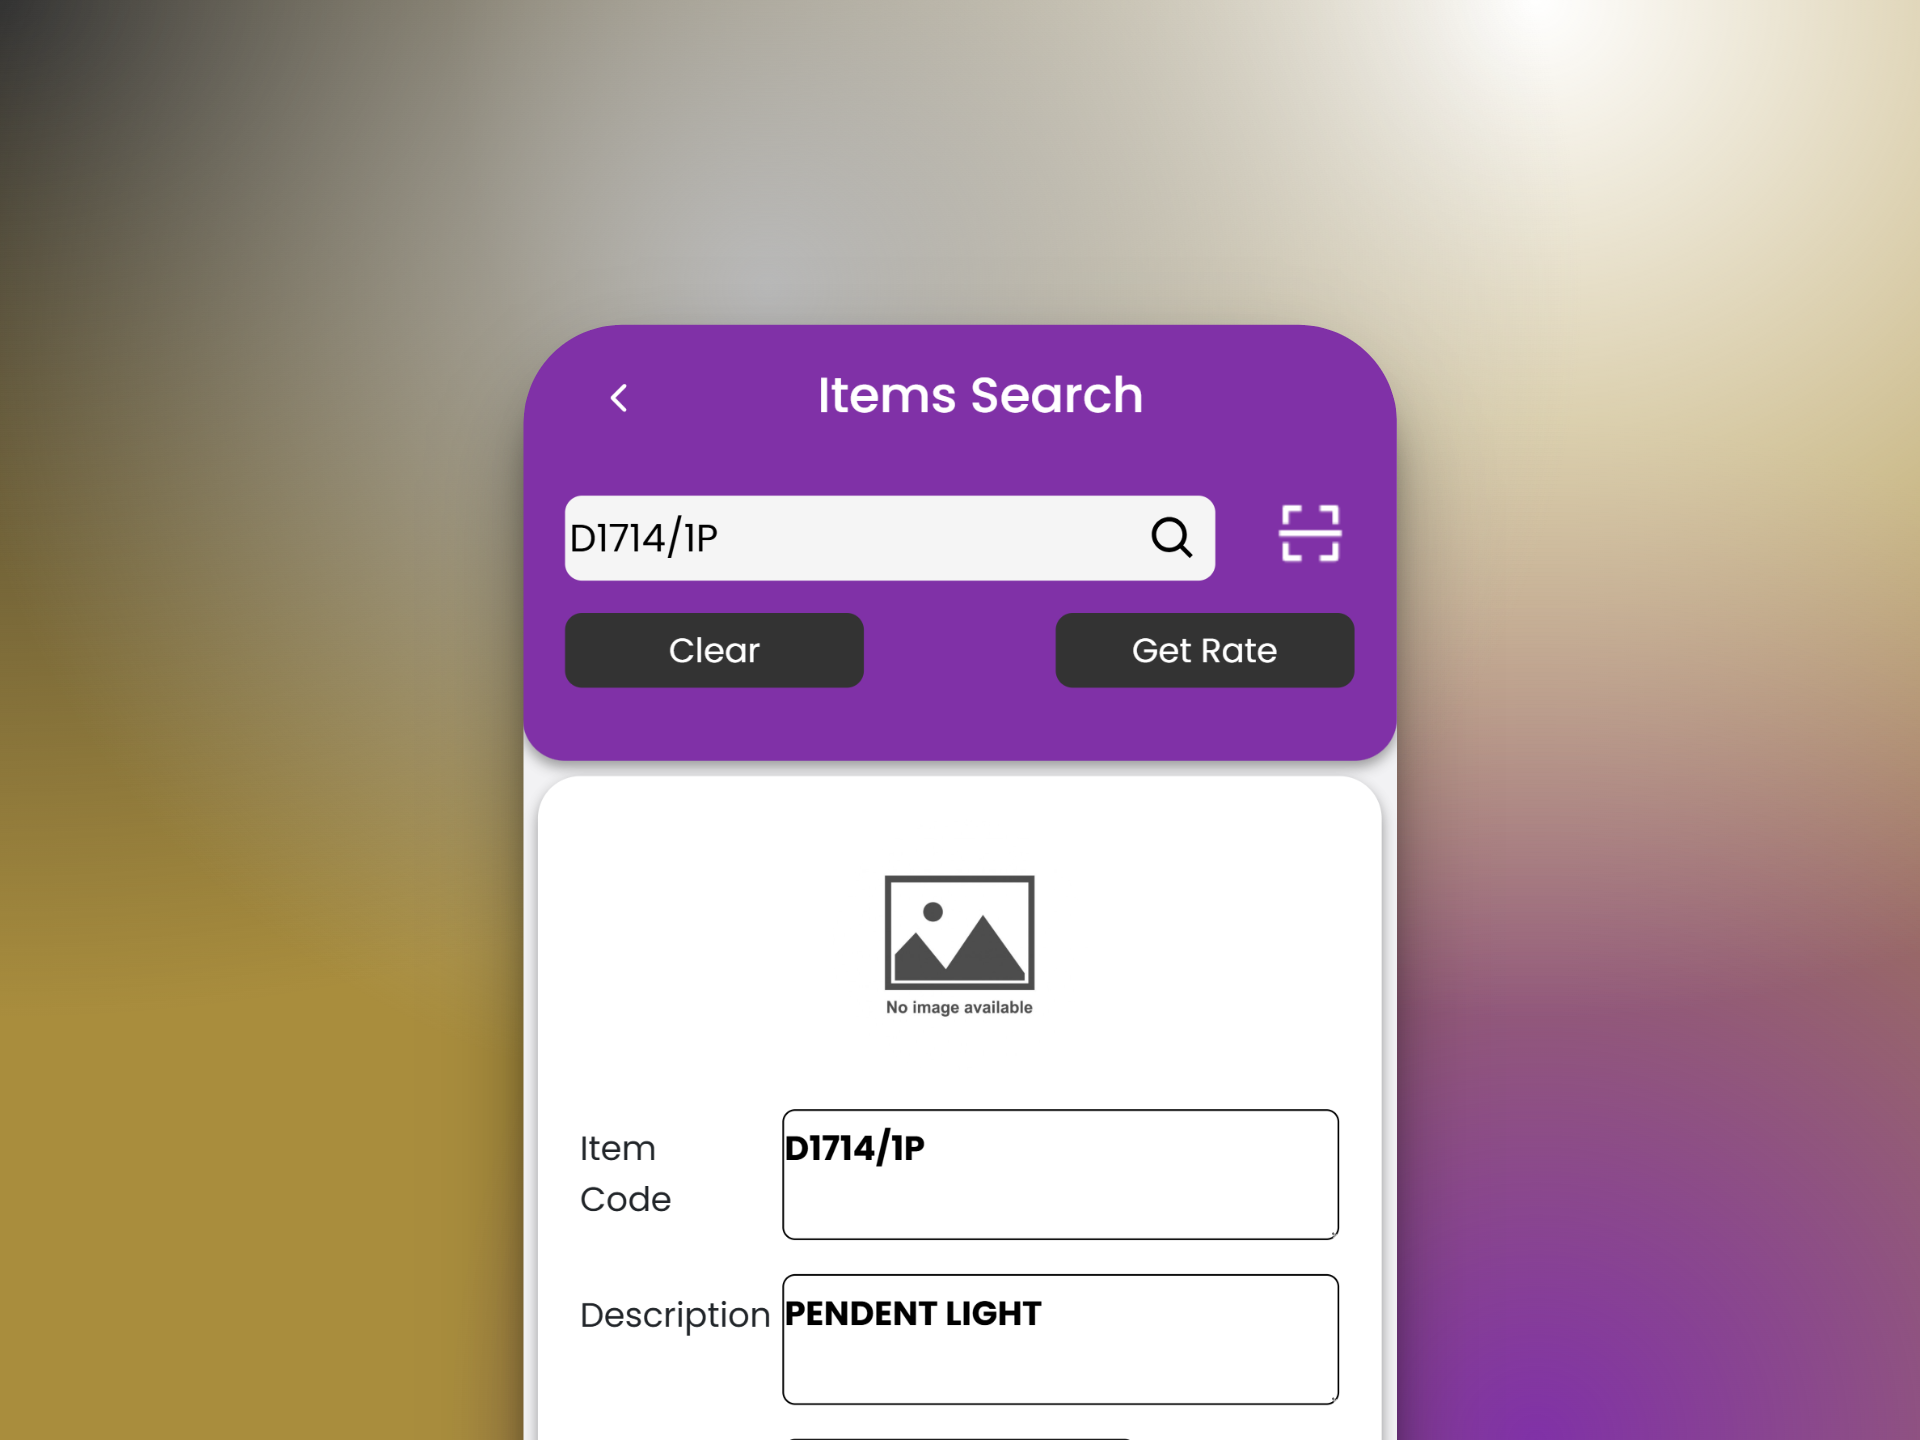 Items Search
D1714/1P
Clear
Get Rate
No image available
Item
Code
D1714/1P
Description
PENDENT LIGHT